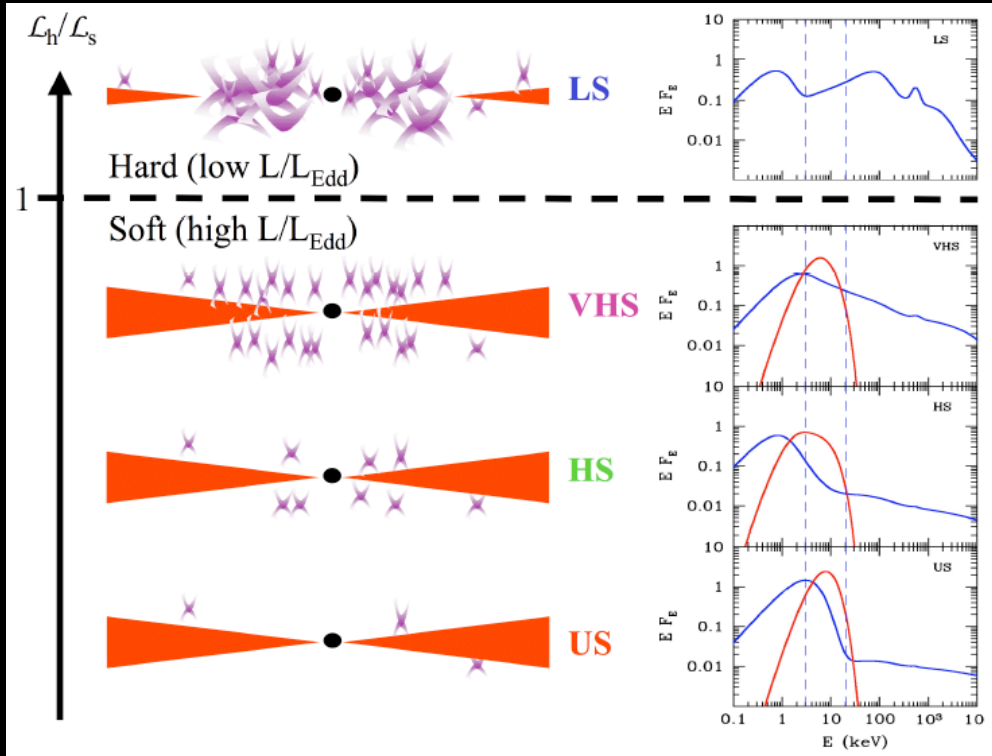 ℒh/ℒs
LS
Hard (low L/LEdd)
1
Soft (high L/LEdd)
VHS
HS
US
10
1
0.1
0.01
E FE
LS
1
0.1
0.01
E FE
VHS
10
1
0.1
0.01
E FE
HS
10
1
0.1
0.01
E FE
US
0.1
1
10
100
10³
10
E (keV)